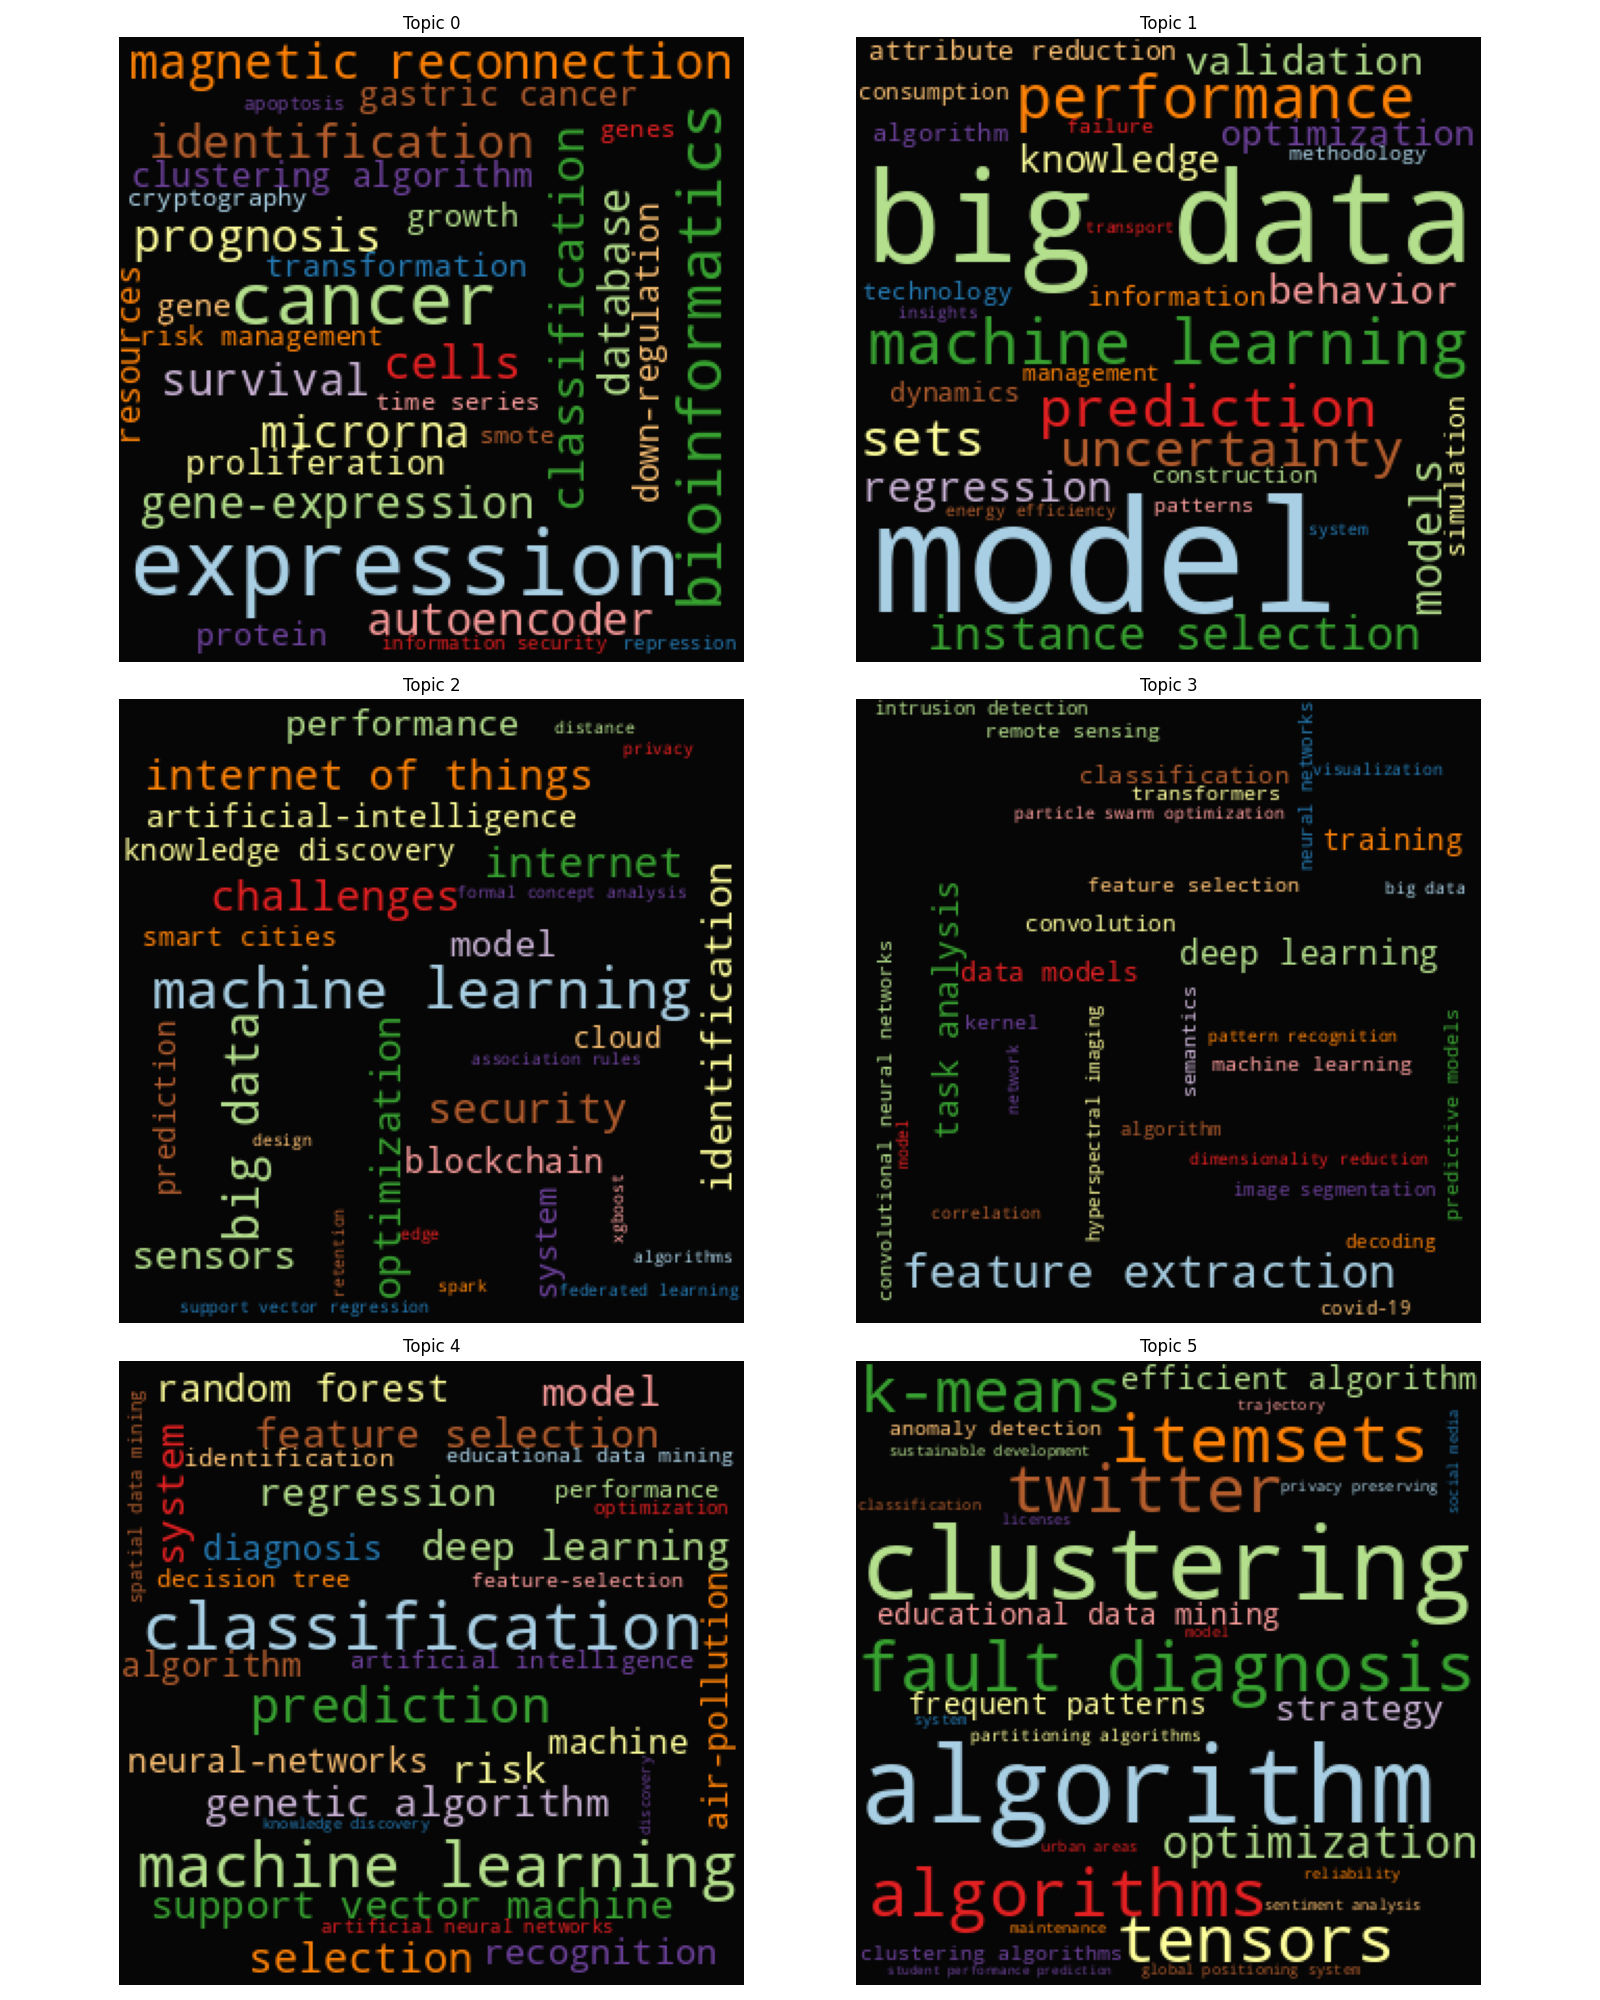 Topic 0
magnetic reconnection
apoptosis
gastric cancer
genes
identification
clustering algorithm
cryptography
growth
prognosis
transformation
gene
cancer
risk management
resources
survival
cells
time series
microrna
smote
proliferation
gene-expression
classification
database
down-regulation
bioinformatics
expression
autoencoder
protein
information security
repression
Topic 1
attribute reduction
validation
consumption
performance
algorithm
failure
optimization
knowledge
methodology
big data
transport
technology
information
behavior
insights
machine learning
management
dynamics
prediction
sets
uncertainty
regression
construction
energy efficiency
patterns
system
simulation
models
model
instance selection
Topic 2
performance
distance
privacy
internet of things
artificial-intelligence
knowledge discovery
internet
challenges
formal concept analysis
smart cities
model
identification
machine learning
cloud
association rules
prediction
big data
optimization
security
design
blockchain
sensors
retention
edge
system
xgboost
algorithms
spark
federated learning
support vector regression
Topic 3
intrusion detection
remote sensing
neural networks
classification
visualization
transformers
particle swarm optimization
training
feature selection
big data
convolution
task analysis
deep learning
data models
convolutional neural networks
kernel
network
hyperspectral imaging
semantics
pattern recognition
machine learning
predictive models
model
algorithm
dimensionality reduction
image segmentation
correlation
decoding
feature extraction
covid-19
Topic 4
random forest
model
spatial data mining
system
feature selection
identification
educational data mining
regression
performance
optimization
diagnosis
deep learning
decision tree
feature-selection
classification
air-pollution
algorithm
artificial intelligence
prediction
machine
neural-networks
risk
discovery
genetic algorithm
knowledge discovery
machine learning
support vector machine
artificial neural networks
selection
recognition
Topic 5
k-means
efficient algorithm
trajectory
anomaly detection
itemsets
sustainable development
social media
twitter
privacy preserving
classification
licenses
clustering
educational data mining
model
fault diagnosis
frequent patterns
strategy
system
partitioning algorithms
algorithm
urban areas
optimization
algorithms
reliability
sentiment analysis
maintenance
tensors
clustering algorithms
student performance prediction
global positioning system